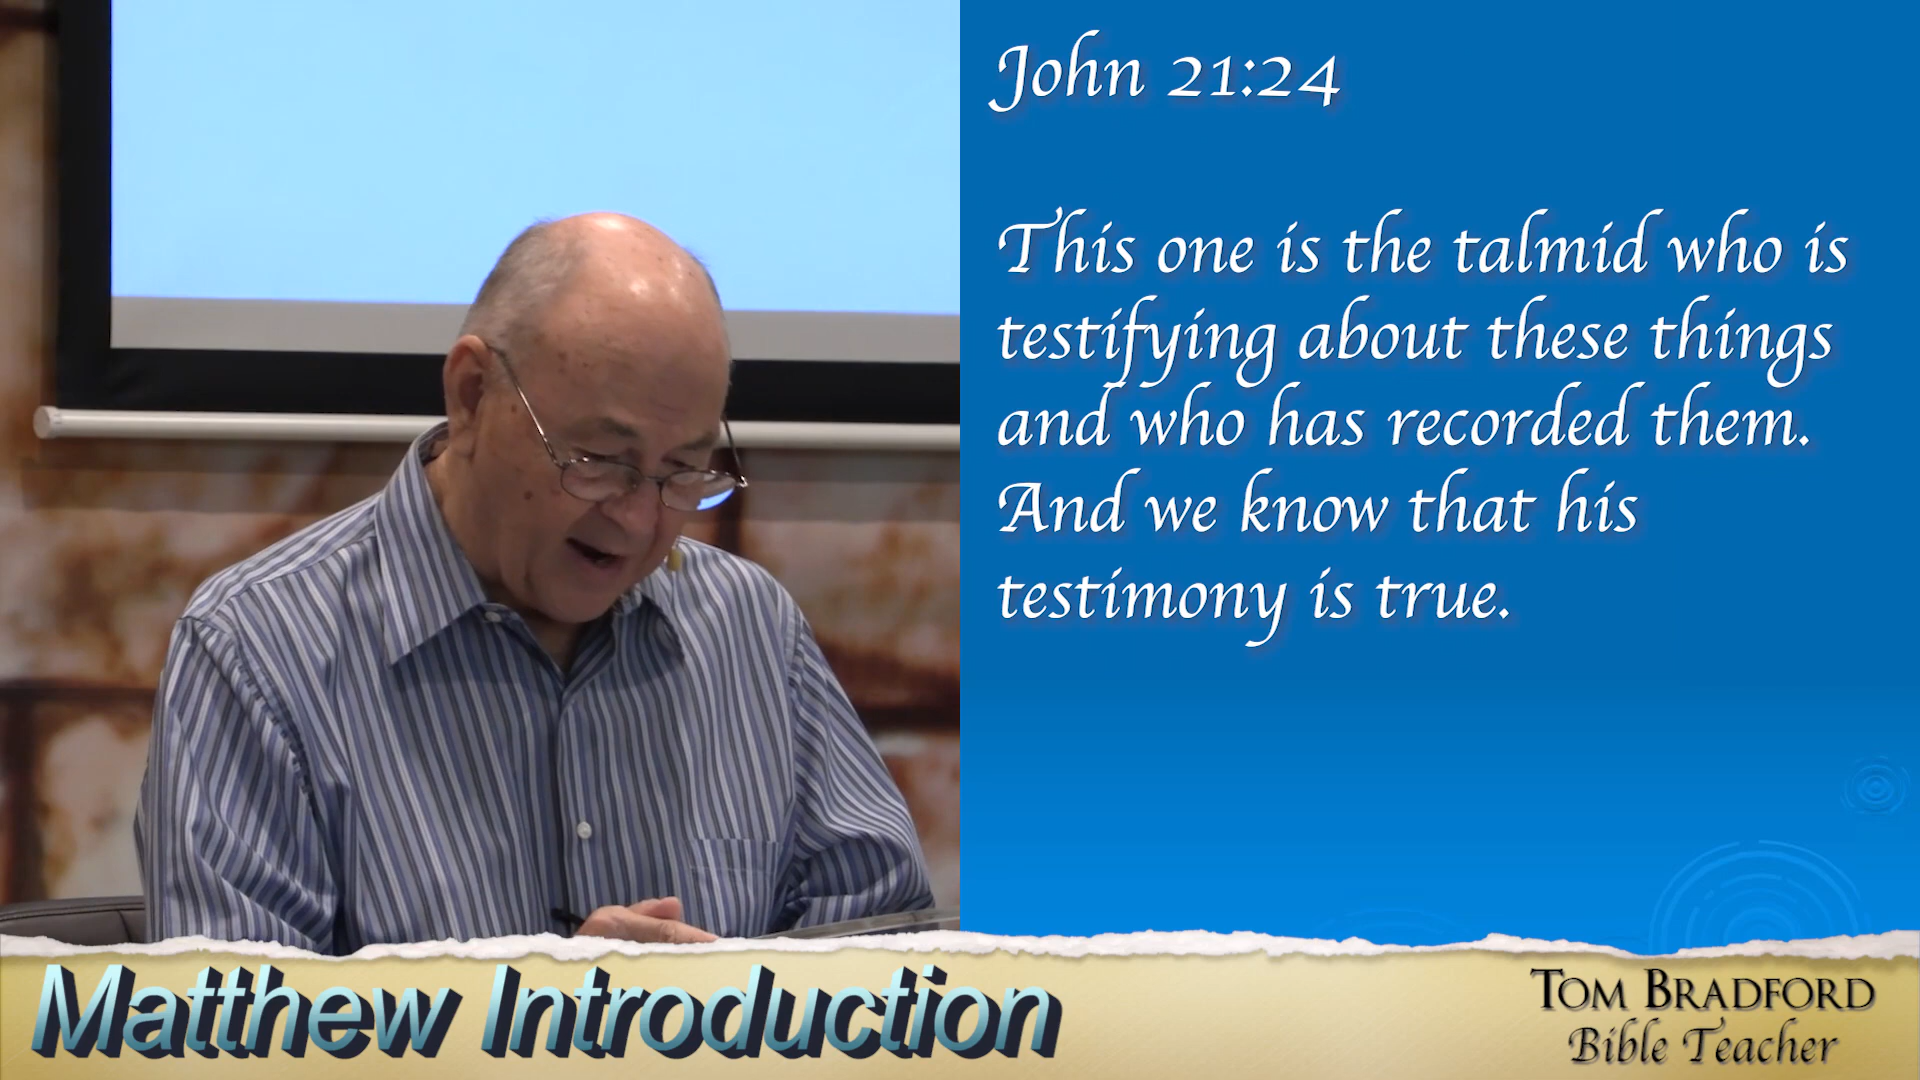 John 21:24
This one is the talmid who is
testifying about these things
and who has recorded them.
And we know that his
testimony is true.
Matthew Introduction
Tom Bradford
Bible Teacher